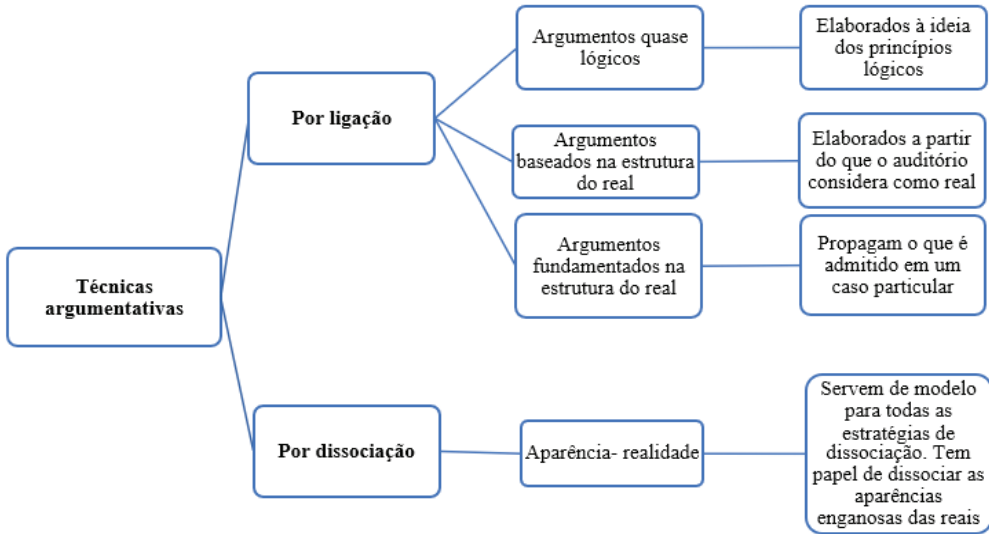 Técnicas
argumentativas
Por ligação
Argumentos quase
lógicos
Elaborados à ideia
dos princípios
lógicos
Argumentos
baseados na estrutura
do real
Elaborados a partir
do que o auditório
considera como real
Argumentos
fundamentados na
estrutura do real
Propagam o que é
admitido em um
caso particular
Por dissociação
Aparência- realidade
Servem de modelo
para todas as
estratégias de
dissociação. Tem
papel de dissociar as
aparências
enganosas das reais